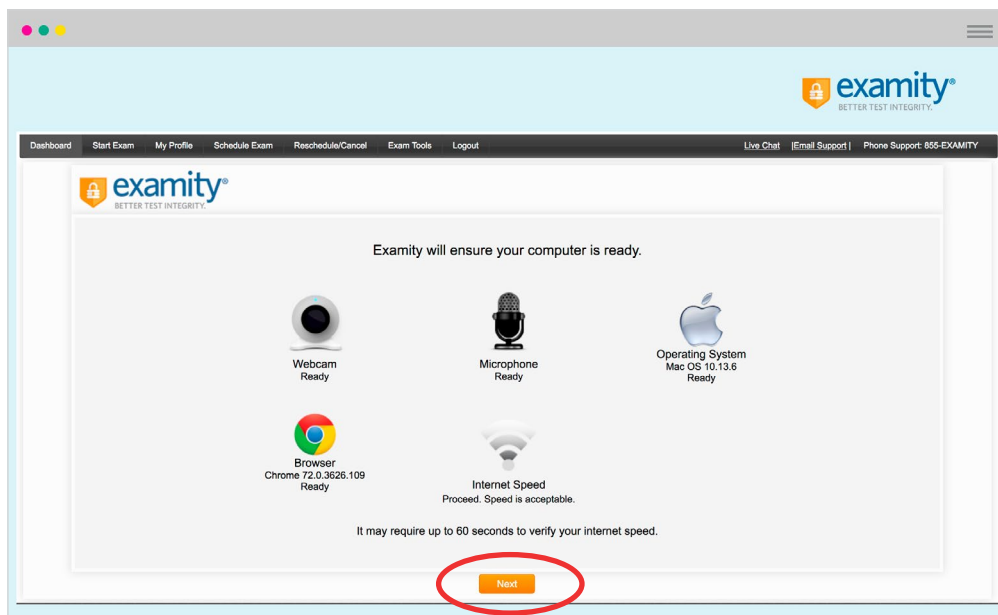 examity®
BETTER TEST INTEGRITY.
Dashboard Start Exam My Profile Schedule Exam Reschedule/Cancel Exam Tools Logout Live Chat |Email Support| Phone Support: 855-EXAMITY
examity®
BETTER TEST INTEGRITY.
Examity will ensure your computer is ready.
Webcam
Ready
Microphone
Ready
Operating System
Mac OS 10.13.6
Ready
Browser
Chrome 72.0.3626.109
Ready
Internet Speed
Proceed. Speed is acceptable.
It may require up to 60 seconds to verify your internet speed.
Next